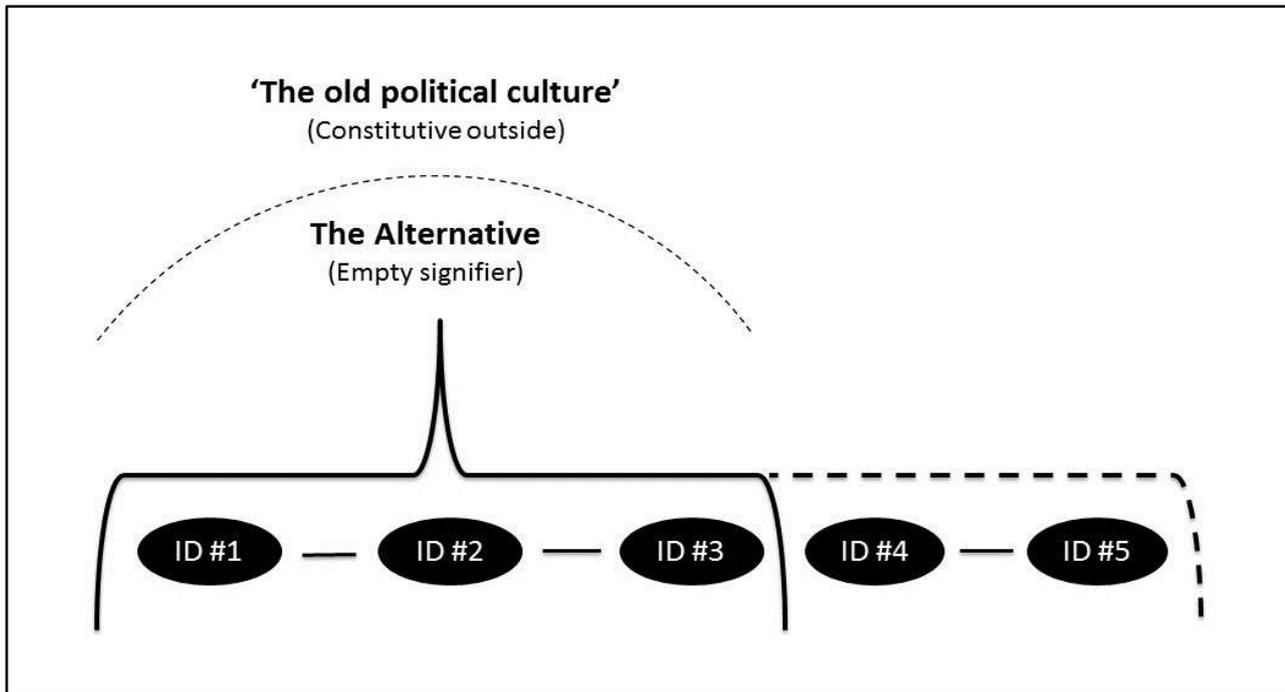 ‘The old political culture’
(Constitutive outside)
The Alternative
(Empty signifier)
ID #1 ID #2 ID #3 ID #4 ID #5